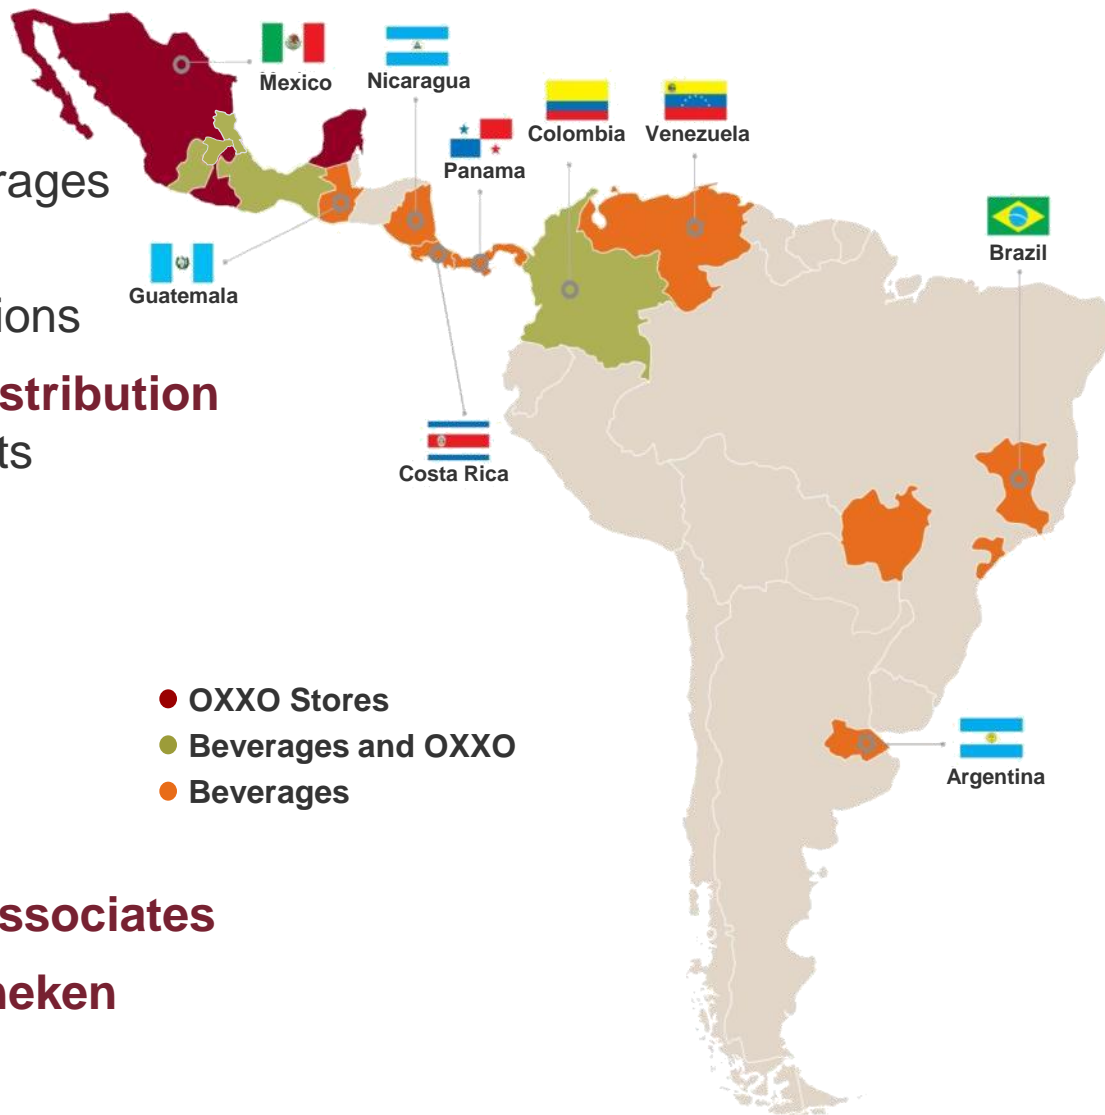 Mexico
Nicaragua
Colombia
Venezuela
Panama
rages
Brazil
Guatemala
ions
stribution
ts
Costa Rica
OXXO Stores
Beverages and OXXO
Beverages
Argentina
ssociates
neken